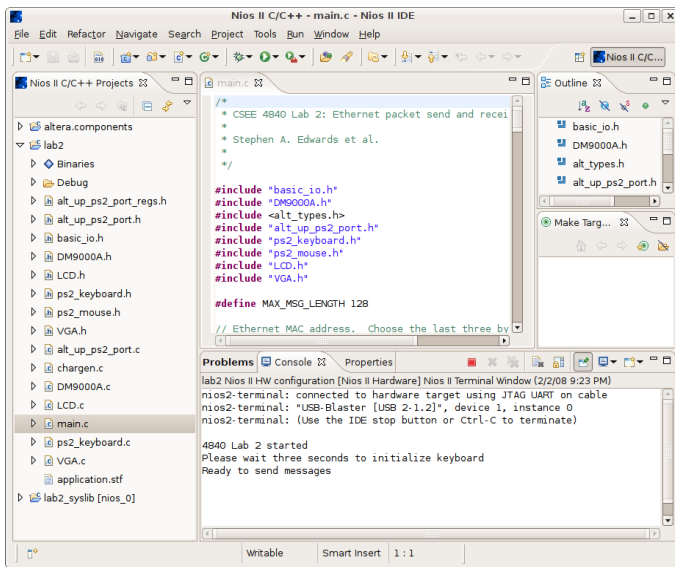 Nios II C/C++ - main.c - Nios II IDE
File Edit Refactor Navigate Search Project Tools Run Window Help
Nios II C/C...
Nios II C/C++ Projects
altera.components
lab2
Binaries
Debug
alt_up_ps2_port_regs.h
alt_up_ps2_port.h
basic_io.h
DM9000A.h
LCD.h
ps2_keyboard.h
ps2_mouse.h
VGA.h
alt_up_ps2_port.c
chargen.c
DM9000A.c
LCD.c
main.c
ps2_keyboard.c
VGA.c
application.stf
lab2_syslib [nios_0]
main.c
/*
* CSEE 4840 Lab 2: Ethernet packet send and recei
*
* Stephen A. Edwards et al.
*
*/
#include "basic_io.h"
#include "DM9000A.h"
#include <alt_types.h>
#include "alt_up_ps2_port.h"
#include "ps2_keyboard.h"
#include "ps2_mouse.h"
#include "LCD.h"
#include "VGA.h"
#define MAX_MSG_LENGTH 128
// Ethernet MAC address.  Choose the last three by
Outline
basic_io.h
DM9000A.h
alt_types.h
alt_up_ps2_port.h
Make Targ...
Problems Console Properties
lab2 Nios II HW configuration [Nios II Hardware] Nios II Terminal Window (2/2/08 9:23 PM)
nios2-terminal: connected to hardware target using JTAG UART on cable
nios2-terminal: "USB-Blaster [USB 2-1.2]", device 1, instance 0
nios2-terminal: (Use the IDE stop button or Ctrl-C to terminate)
4840 Lab 2 started
Please wait three seconds to initialize keyboard
Ready to send messages
Writable Smart Insert 1 : 1